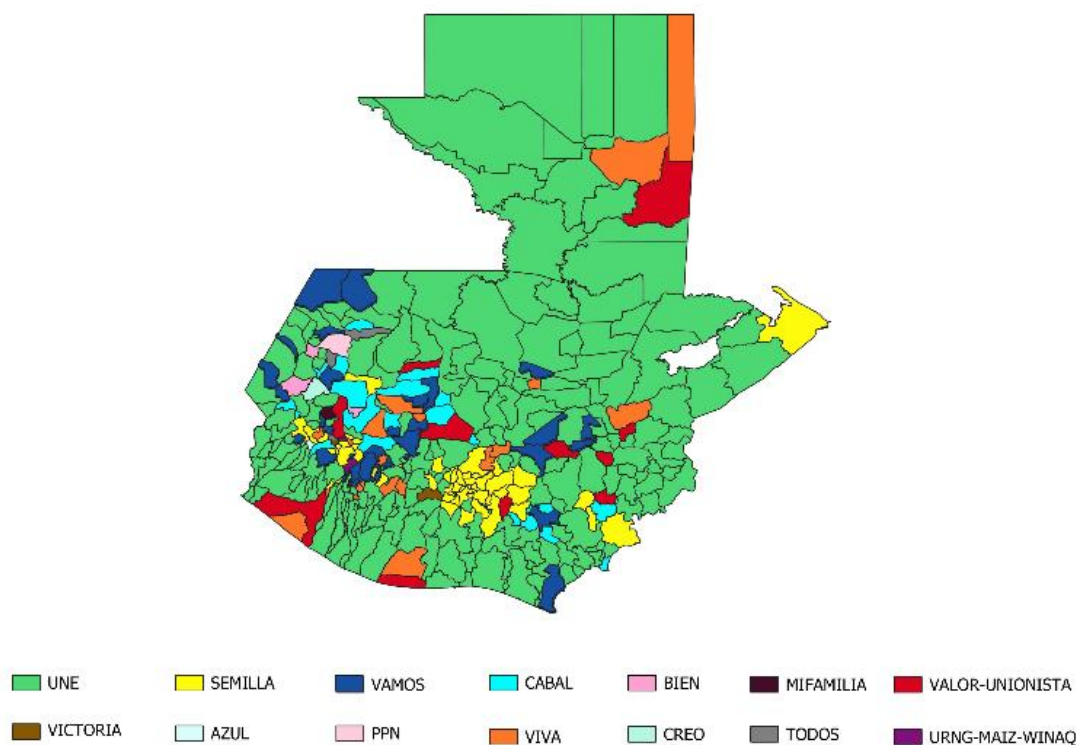 UNE SEMILLA VAMOS CABAL BIEN MIFAMILIA VALOR-UNIONISTA
VICTORIA AZUL PPN VIVA CREO TODOS URNG-MAIZ-WINAQ